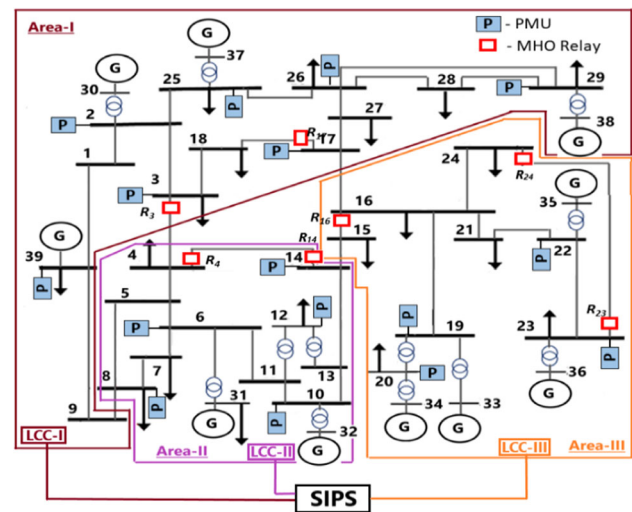 Area-I
P - PMU
- MHO Relay
G
37
25
26
P
28
29
P
G
30
2
P
P
27
38
G
18
R17
17
P
24
R24
1
3
P
R3
16
R16
15
G
35
G
39
P
4
R4
14
R14
P
21
22
P
5
6
P
12
P
19
P
R23
23
P
7
8
P
13
11
20
P
36
G
9
31
G
P
10
32
G
34
G
33
G
LCC-I
Area-II
LCC-II
LCC-III
Area-III
SIPS